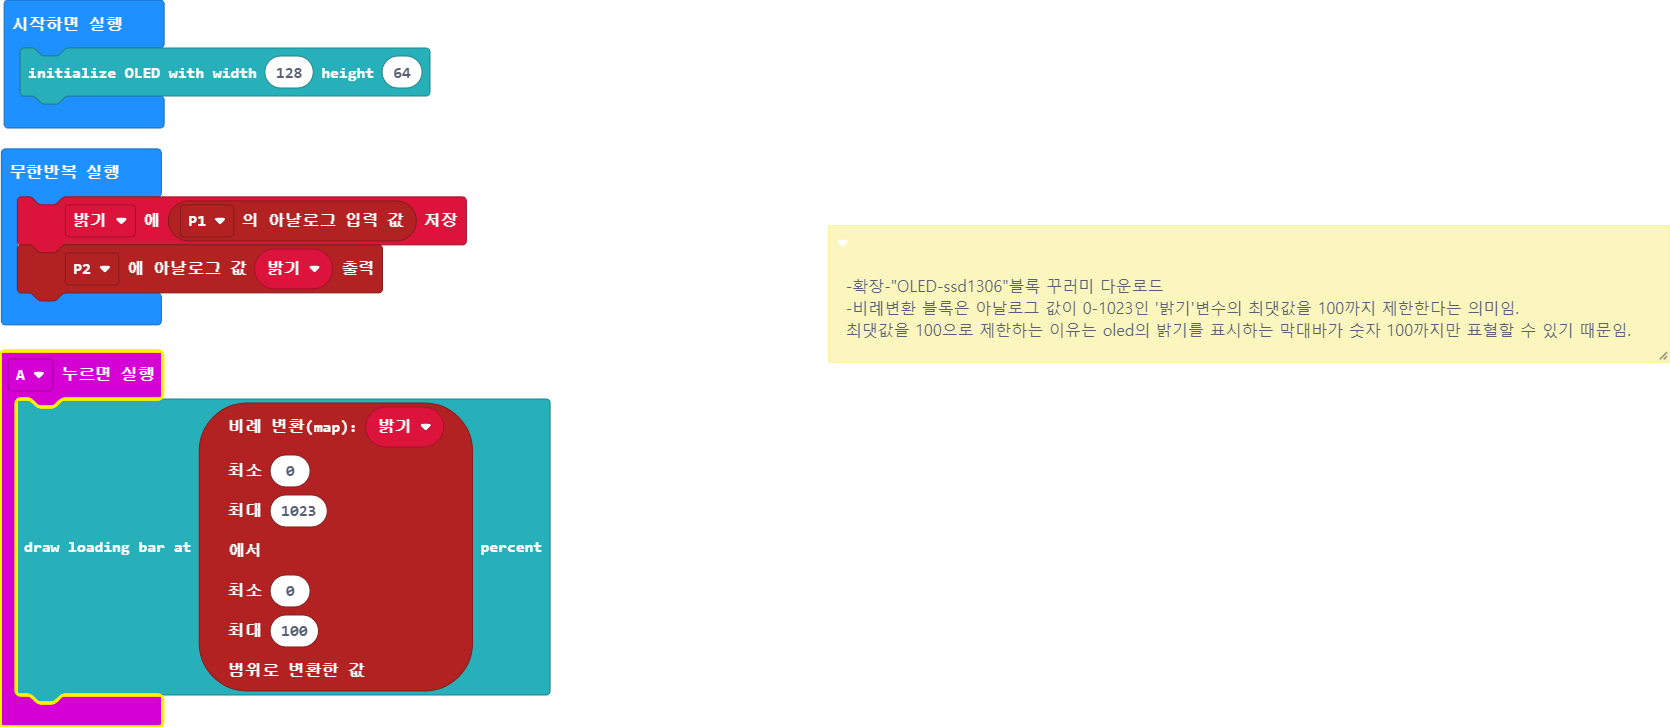 시작하면 실행
initialize OLED with width 128 height 64
무한반복 실행
밝기 에 P1 의 아날로그 입력 값 저장
P2 에 아날로그 값 밝기 출력
-확장-"OLED-ssd1306"블록 꾸러미 다운로드
-비례변환 블록은 아날로그 값이 0-1023인 '밝기'변수의 최댓값을 100까지 제한한다는 의미임.
최댓값을 100으로 제한하는 이유는 oled의 밝기를 표시하는 막대바가 숫자 100까지만 표혈할 수 있기 때문임.
A 누르면 실행
비례 변환(map): 밝기
최소 0
최대 1023
draw loading bar at 에서 percent
최소 0
최대 100
범위로 변환한 값